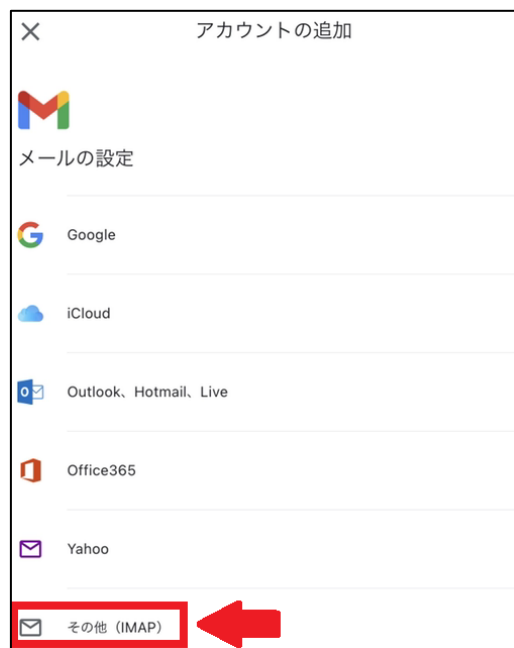 アカウントの追加
メールの設定
Google
iCloud
Outlook、Hotmail、Live
Office365
Yahoo
その他（IMAP）